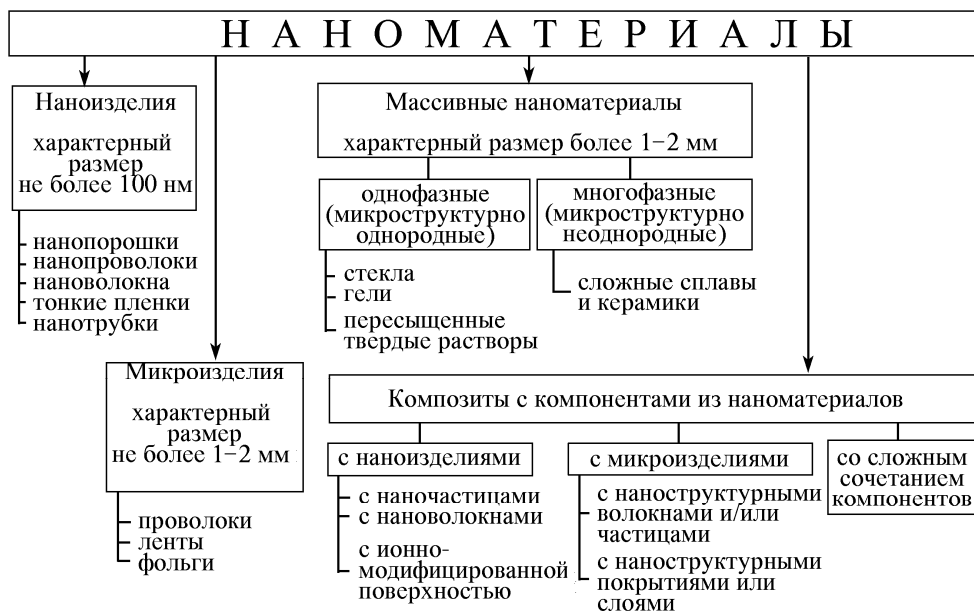 НАНОМАТЕРИАЛЫ
Наноизделия
характерный
размер
не более 100 нм
нанопорошки
нанопроволоки
нановолокна
тонкие пленки
нанотрубки
Микроизделия
характерный
размер
не более 1−2 мм
проволоки
ленты
фольги
Массивные наноматериалы
характерный размер более 1−2 мм
однофазные
(микроструктурно
однородные)
стекла
гели
пересыщенные
твердые растворы
многофазные
(микроструктурно
неоднородные)
сложные сплавы
и керамики
Композиты с компонентами из наноматериалов
с наноизделиями
с наночастицами
с нановолокнами
с ионно-
модифицированной
поверхностью
с микроизделиями
с наноструктурными
волокнами и/или
частицами
с наноструктурными
покрытиями или
слоями
со сложным
сочетанием
компонентов